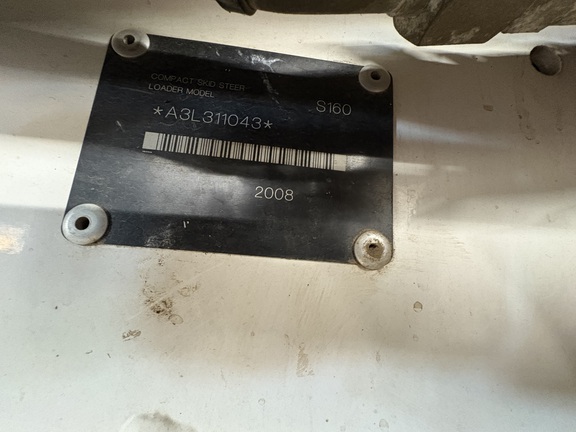 COMPACT SKID STEER
LOADER MODEL
S160
*A3L311043*
2008